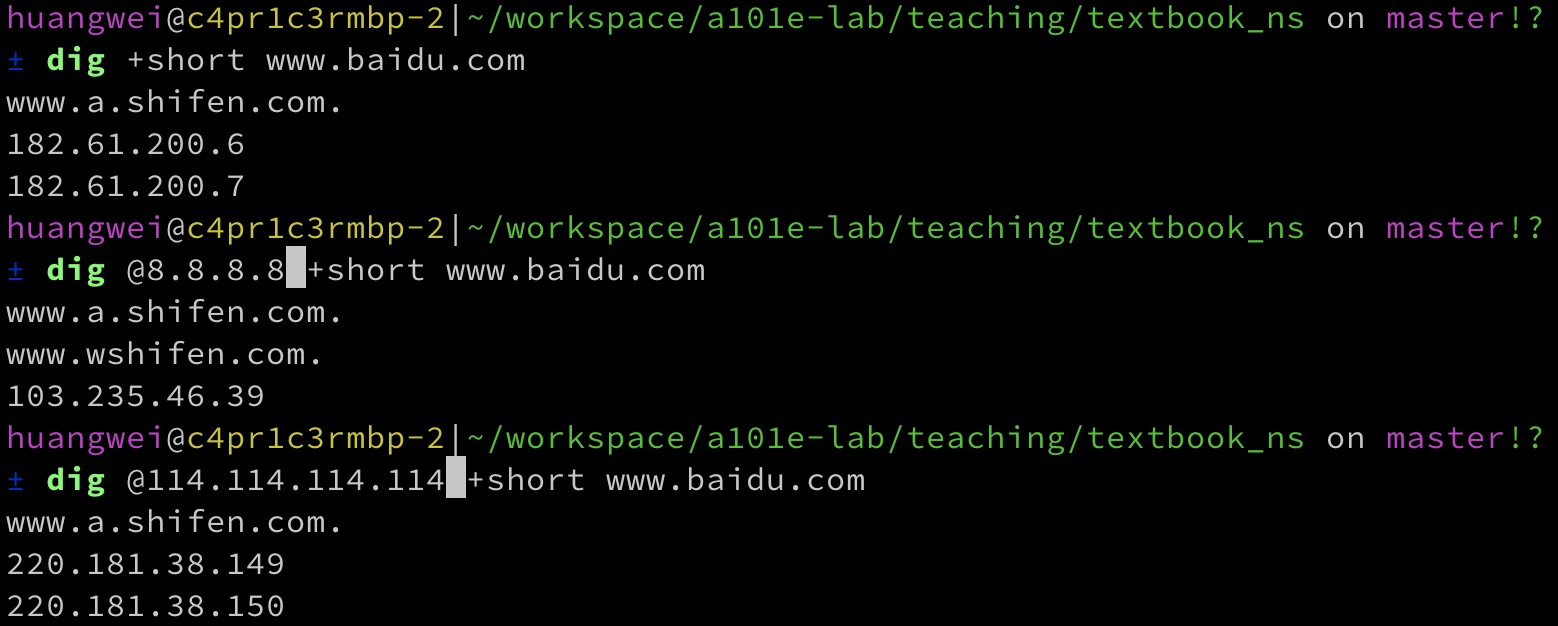 huangwei@c4pr1c3rmbp-2|~/workspace/a101e-lab/teaching/textbook_ns on master!?
± dig +short www.baidu.com
www.a.shifen.com.
182.61.200.6
182.61.200.7
huangwei@c4pr1c3rmbp-2|~/workspace/a101e-lab/teaching/textbook_ns on master!?
± dig @8.8.8.8 +short www.baidu.com
www.a.shifen.com.
www.wshifen.com.
103.235.46.39
huangwei@c4pr1c3rmbp-2|~/workspace/a101e-lab/teaching/textbook_ns on master!?
± dig @114.114.114.114 +short www.baidu.com
www.a.shifen.com.
220.181.38.149
220.181.38.150